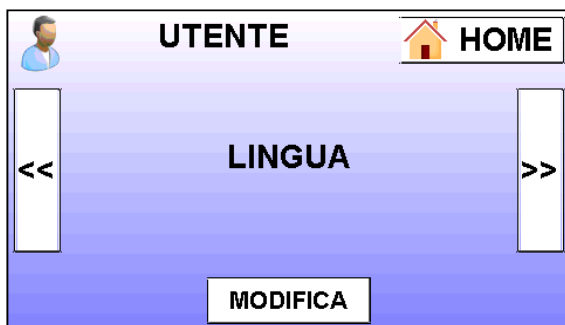 UTENTE
HOME
<<
LINGUA
>>
MODIFICA